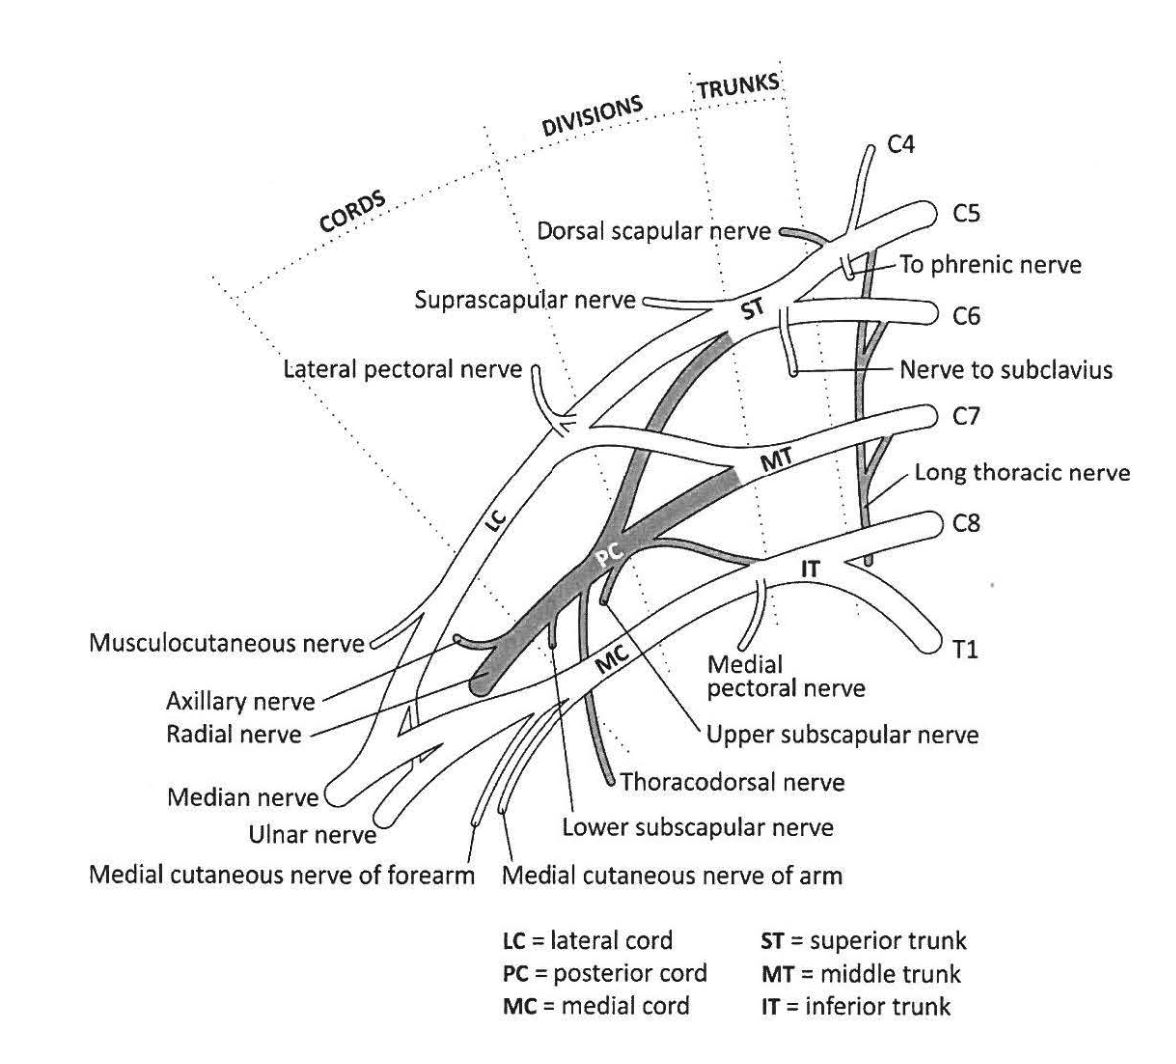 TRUNKS
DIVISIONS
CORDS
C4
C5
Dorsal scapular nerve
To phrenic nerve
Suprascapular nerve
ST
C6
Lateral pectoral nerve
Nerve to subclavius
C7
MT
Long thoracic nerve
LC
C8
PC
IT
Musculocutaneous nerve
T1
MC
Medial
pectoral nerve
Axillary nerve
Radial nerve
Upper subscapular nerve
Thoracodorsal nerve
Median nerve
Ulnar nerve
Lower subscapular nerve
Medial cutaneous nerve of forearm
Medial cutaneous nerve of arm
LC = lateral cord
ST = superior trunk
PC = posterior cord
MT = middle trunk
MC = medial cord
IT = inferior trunk